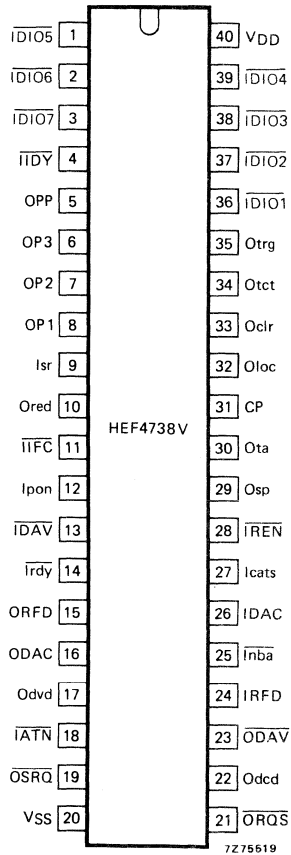 IDIO5 1
40 VDD
IDIO6 2
39 IDIO4
IDIO7 3
38 IDIO3
IIDY 4
37 IDIO2
OPP 5
36 IDIO1
OP3 6
35 Otrg
OP2 7
34 Otct
OP1 8
33 Oclr
Isr 9
32 Oloc
Ored 10
31 CP
HEF4738V
IIFC 11
30 Ota
Ipon 12
29 Osp
IDAV 13
28 IREN
Irdy 14
27 Icats
ORFD 15
26 IDAC
ODAC 16
25 Inba
Odvd 17
24 IRFD
IATN 18
23 ODAV
OSRQ 19
22 Odcd
VSS 20
21 ORQS
7Z75619